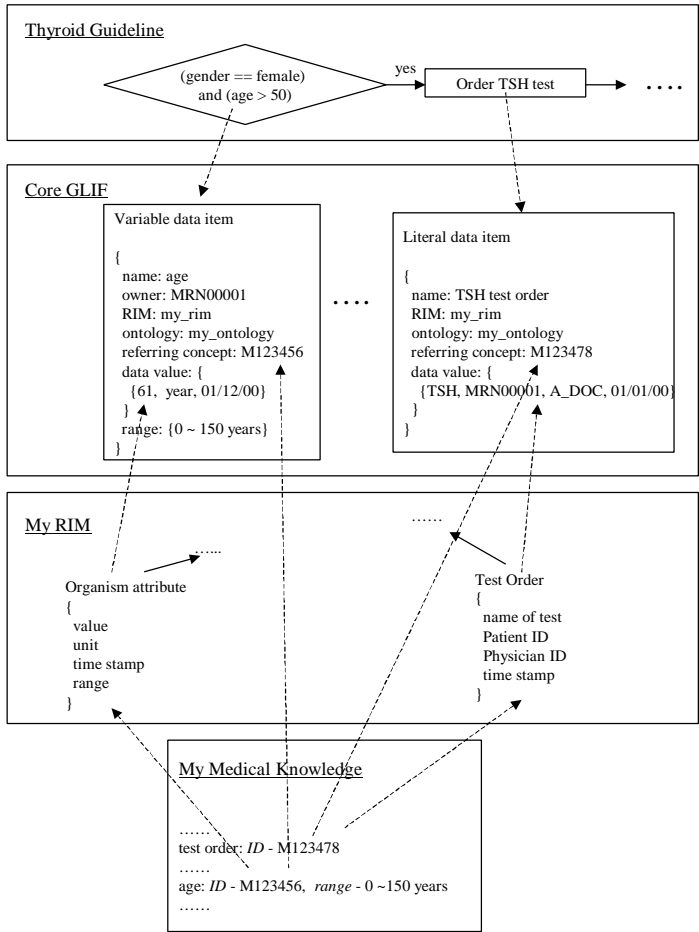 Thyroid Guideline
(gender == female)
and (age > 50)
yes
Order TSH test
....
Core GLIF
Variable data item
{
name: age
owner: MRN00001
RIM: my_rim
ontology: my_ontology
referring concept: M123456
data value: {
{61, year, 01/12/00}
}
range: {0 ~ 150 years}
}
....
Literal data item
{
name: TSH test order
RIM: my_rim
ontology: my_ontology
referring concept: M123478
data value: {
{TSH, MRN00001, A_DOC, 01/01/00}
}
}
My RIM
......
Organism attribute
{
value
unit
time stamp
range
}
......
Test Order
{
name of test
Patient ID
Physician ID
time stamp
}
My Medical Knowledge
......
test order: ID - M123478
......
age: ID - M123456, range - 0 ~150 years
......